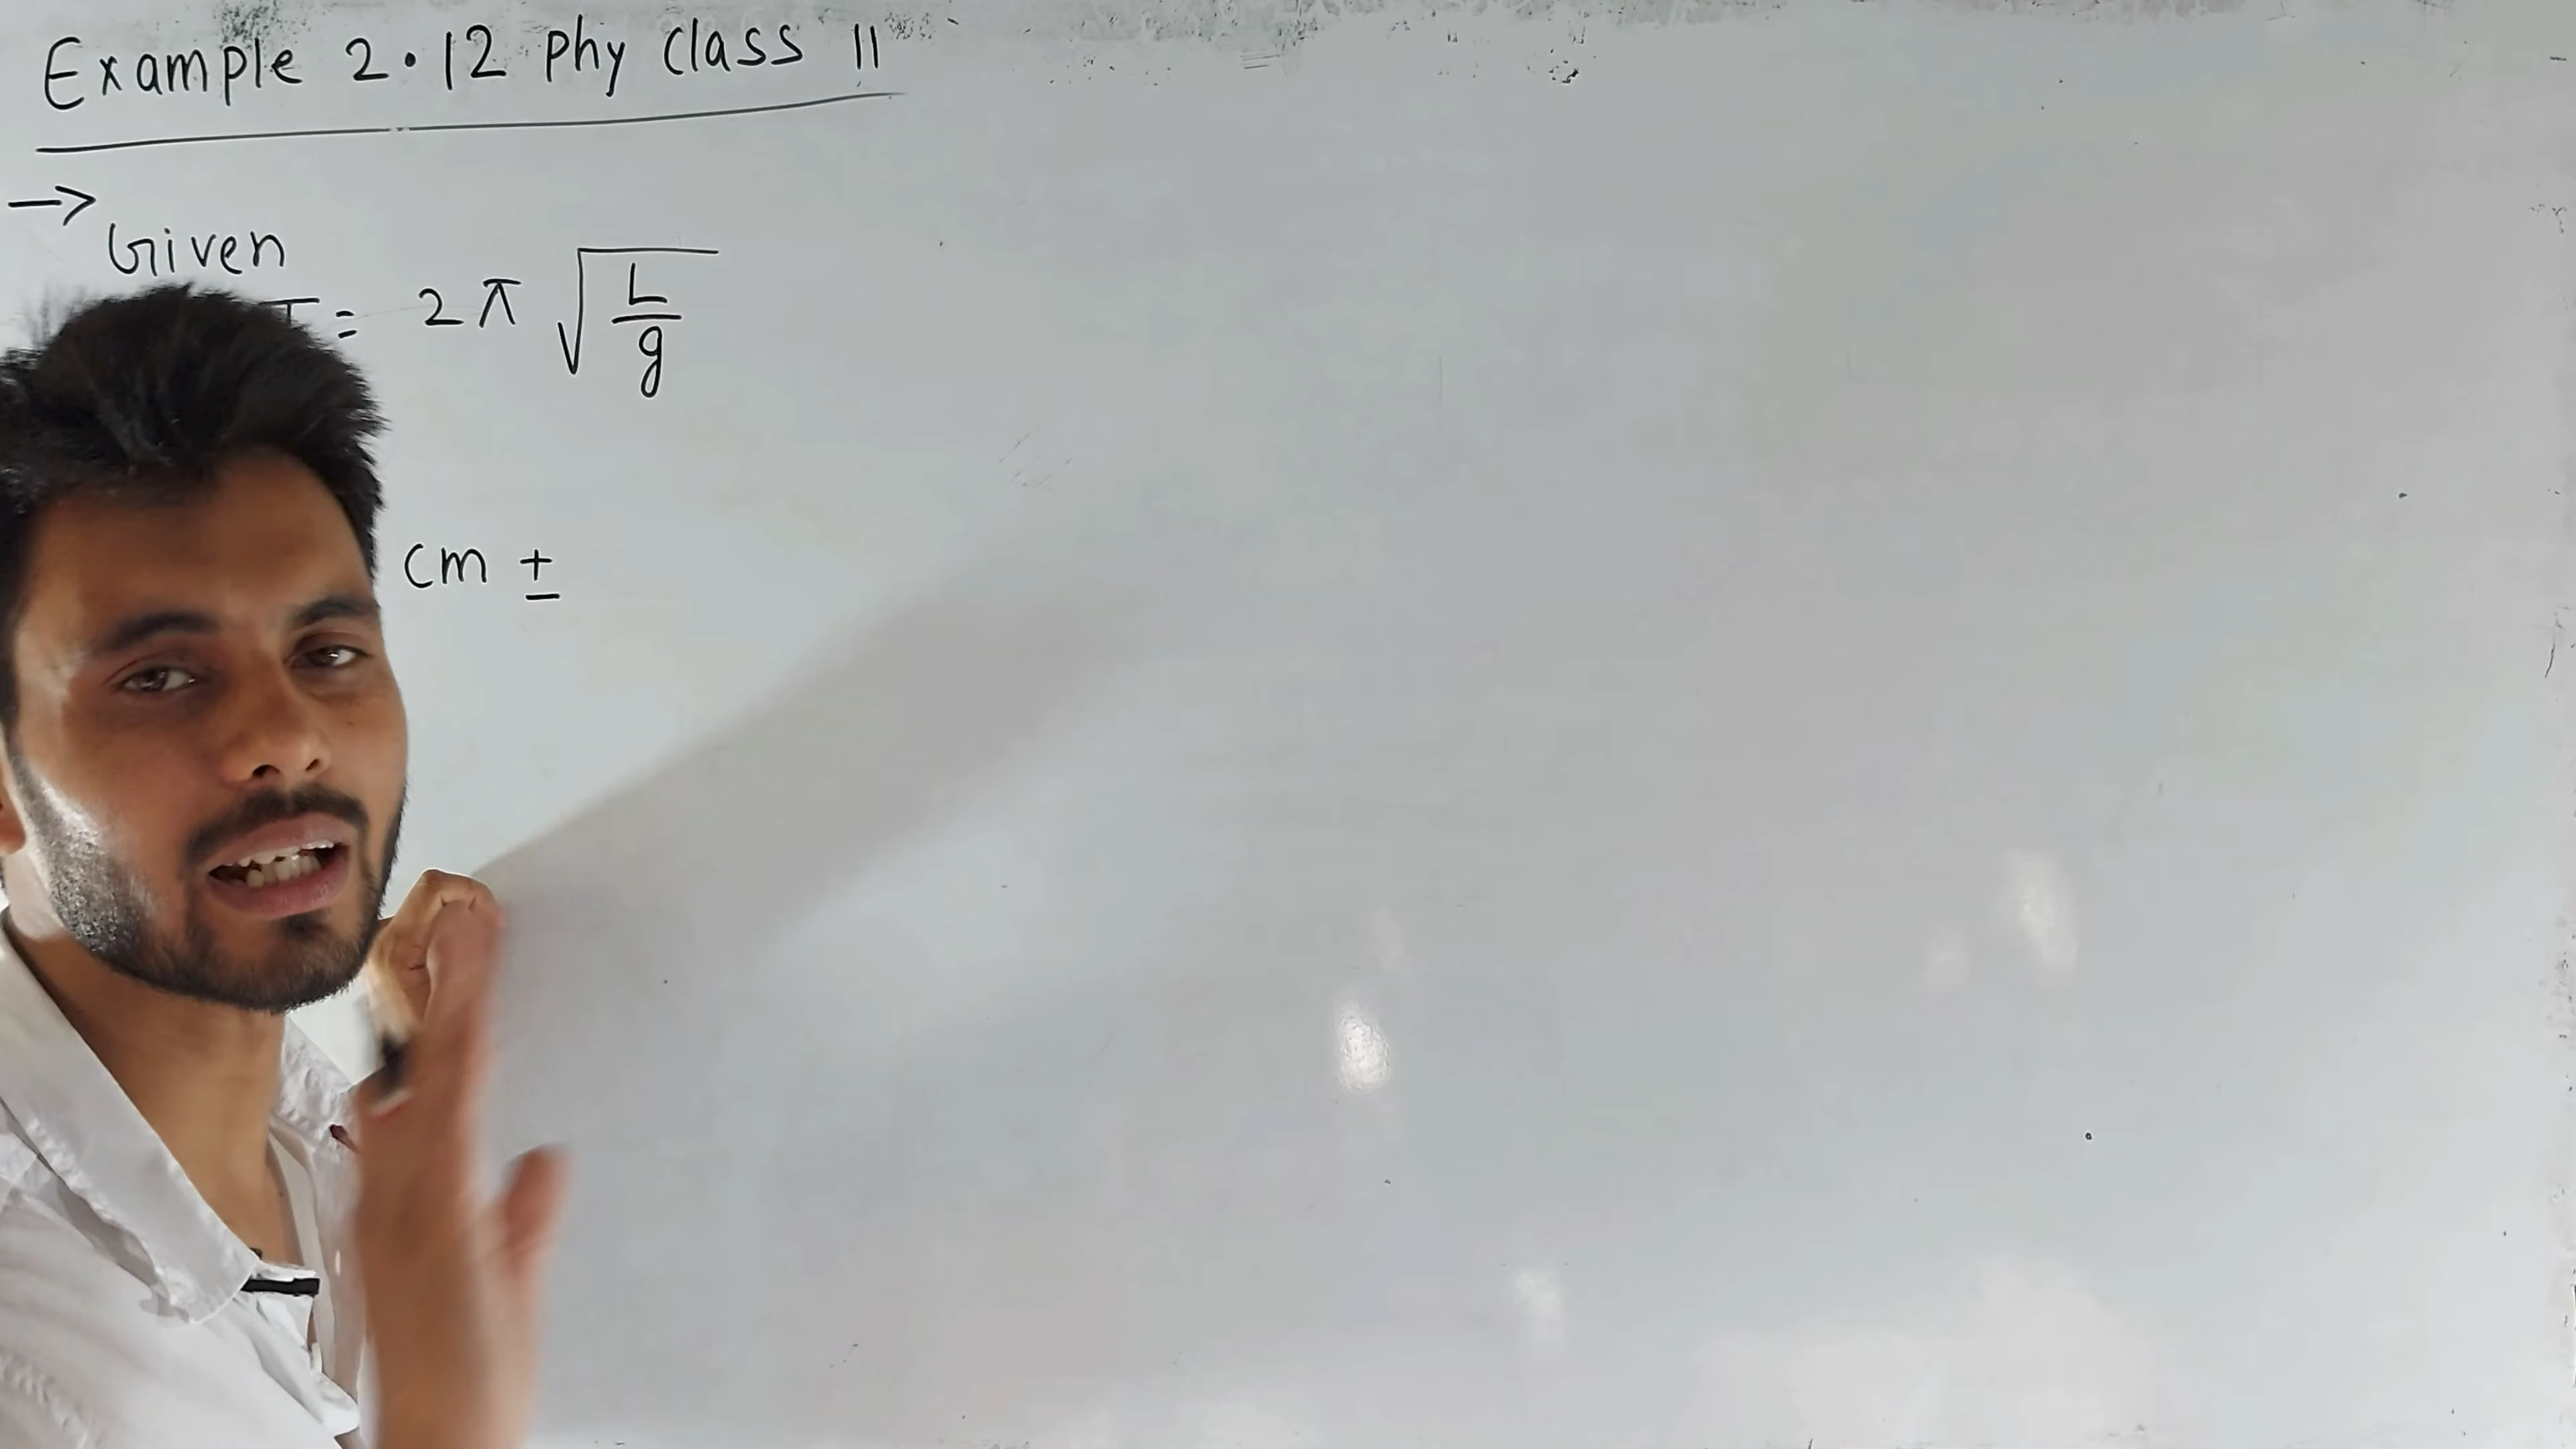 Example 2.12 phy class 11
→
Given
T = 2π √L/g
cm ±